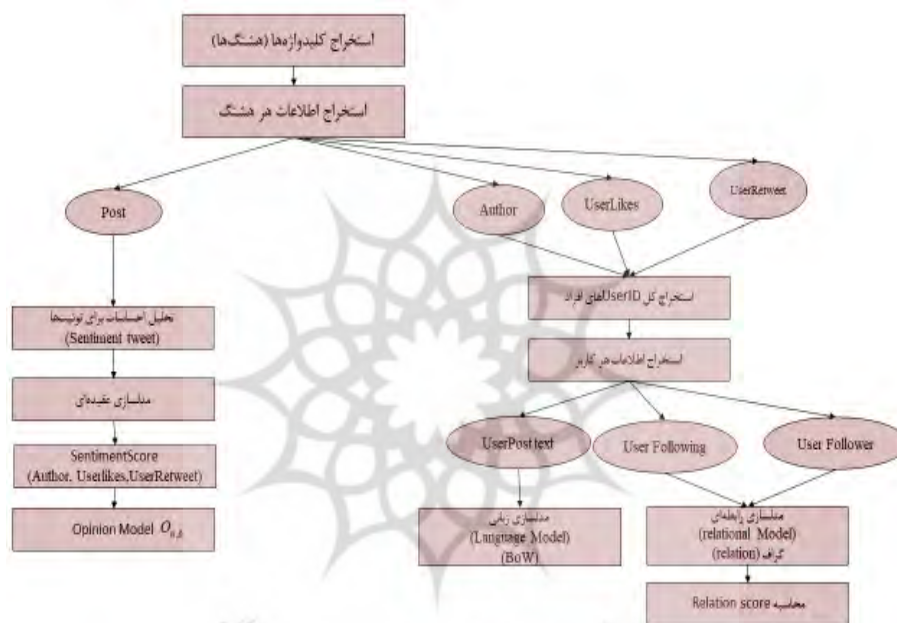 استخراج کلیدواژه‌ها (هشتگ‌ها)
استخراج اطلاعات هر هشتگ
Post
Author
UserLikes
UserRetweet
تحلیل احساسات برای توئیت‌ها
(Sentiment tweet)
مدلسازی عقیده‌ای
SentimentScore
(Author, Userlikes,UserRetweet)
Opinion Model
استخراج کل UserIDهای افراد
استخراج اطلاعات هر کاربر
UserPost text
User Following
User Follower
مدلسازی زبانی
(Language Model)
(BoW)
مدلسازی رابطه‌ای
(relational Model)
گراف (relation)
محاسبه Relation score